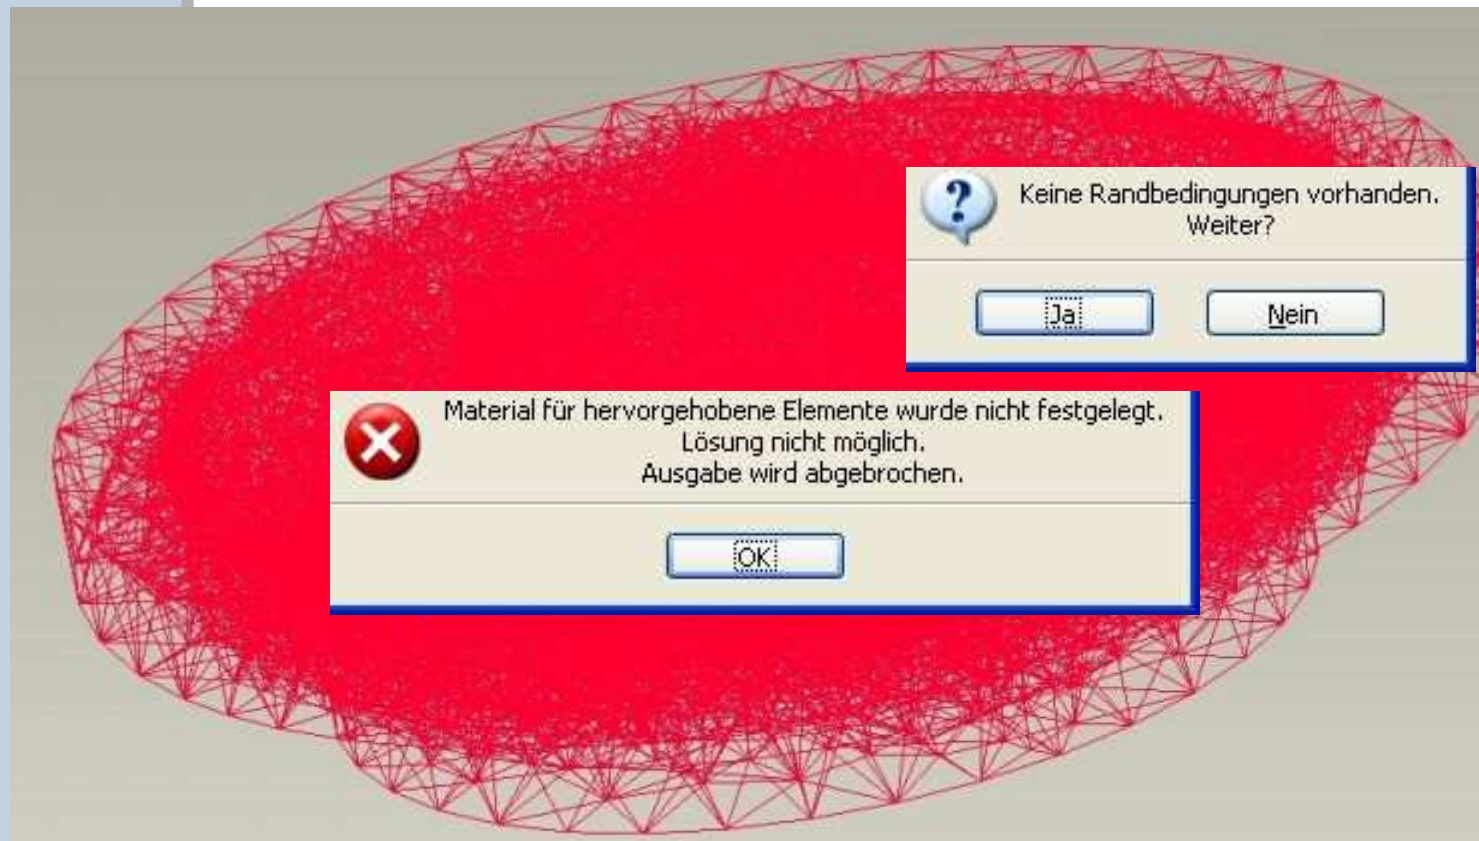 Keine Randbedingungen vorhanden.
Weiter?
Ja
Nein
Material für hervorgehobene Elemente wurde nicht festgelegt.
Lösung nicht möglich.
Ausgabe wird abgebrochen.
OK